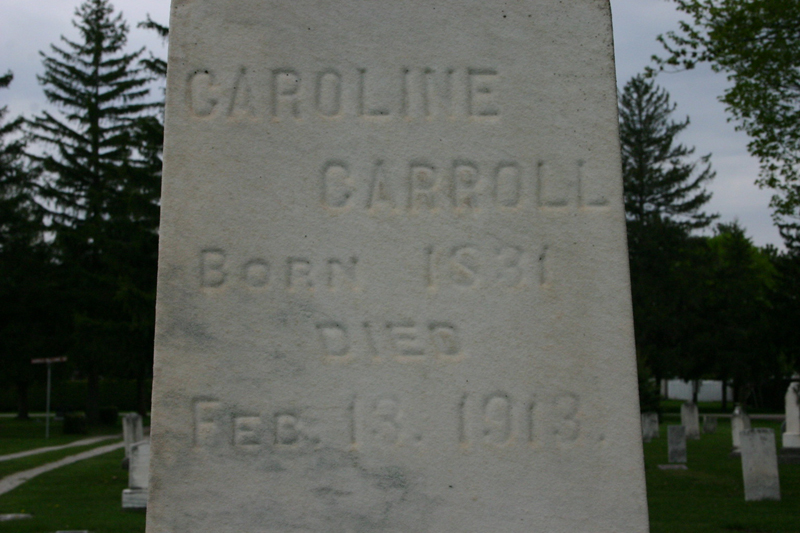 CAROLINE
CARROLL
BORN 1831
DIED
FEB. 13. 1913.